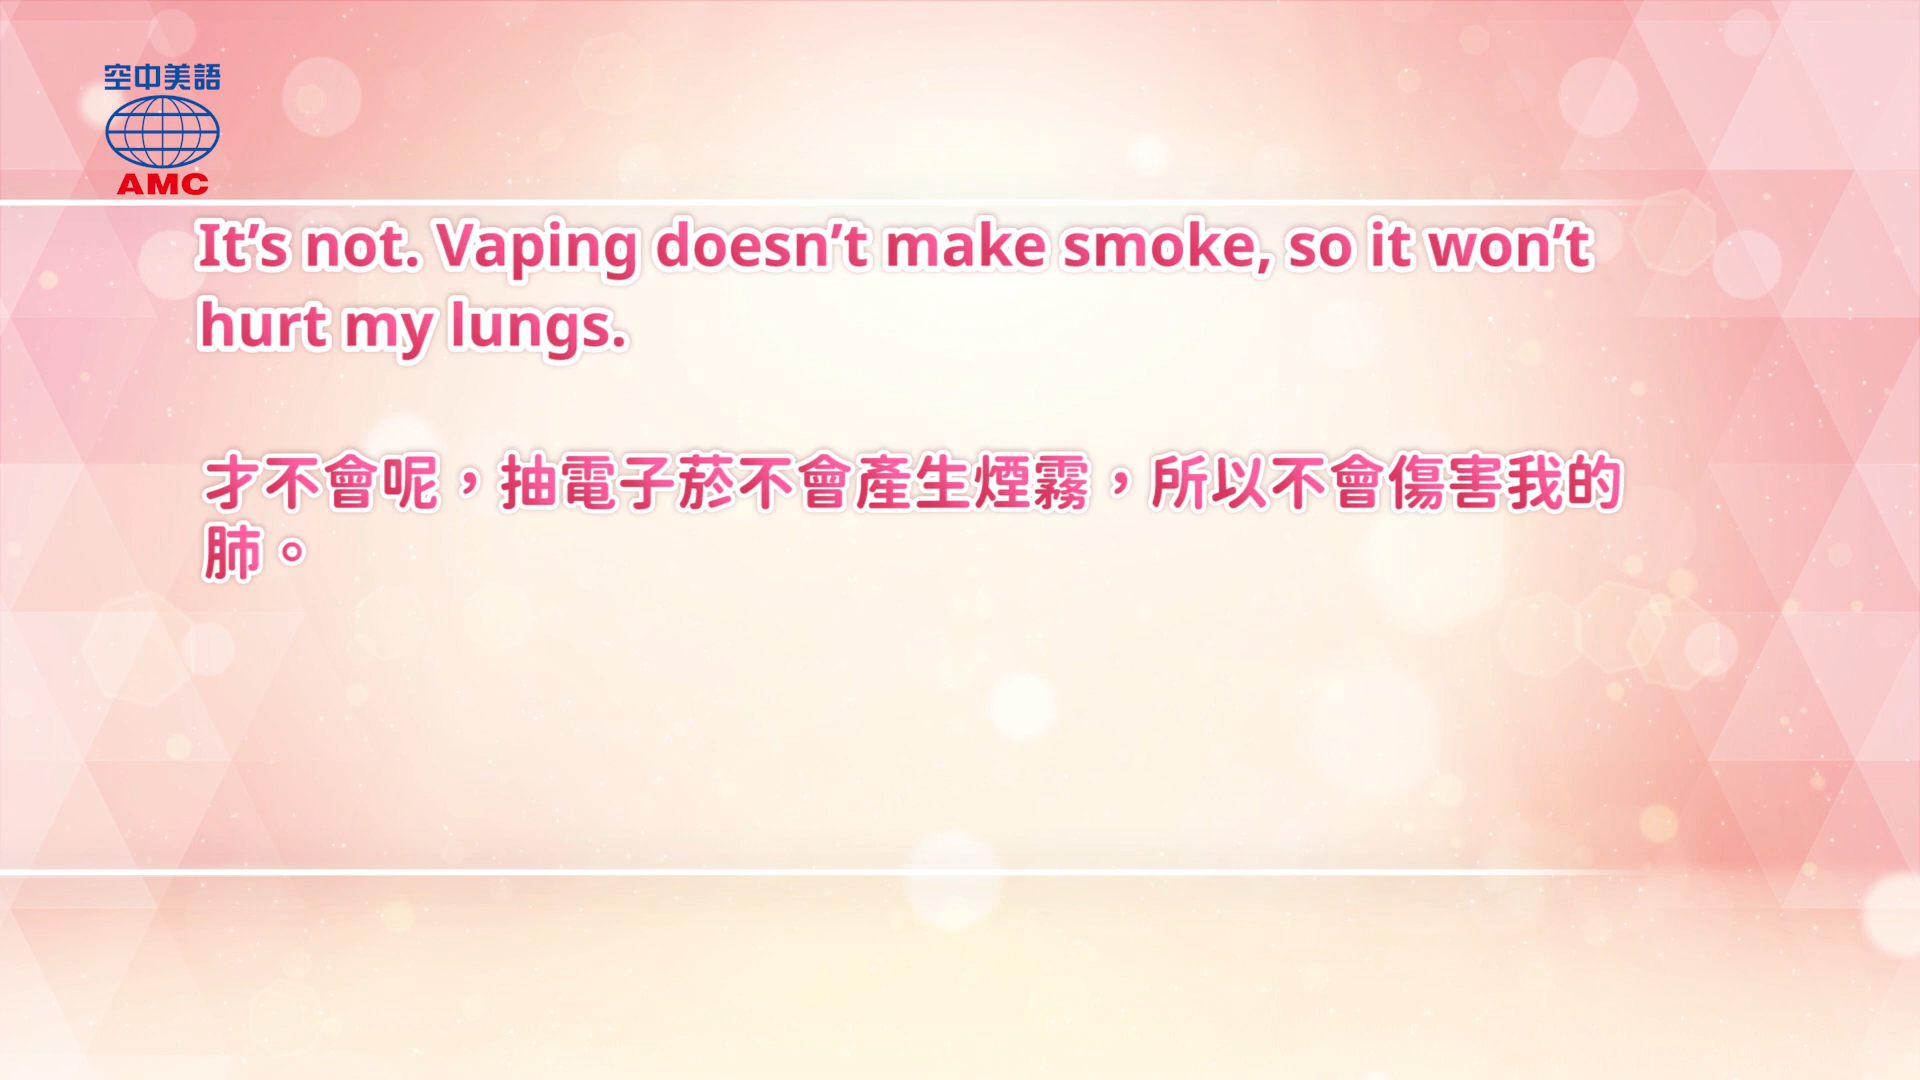 空中美語
AMC
It’s not. Vaping doesn’t make smoke, so it won’t
hurt my lungs.
才不會呢，抽電子菸不會產生煙霧，所以不會傷害我的
肺。